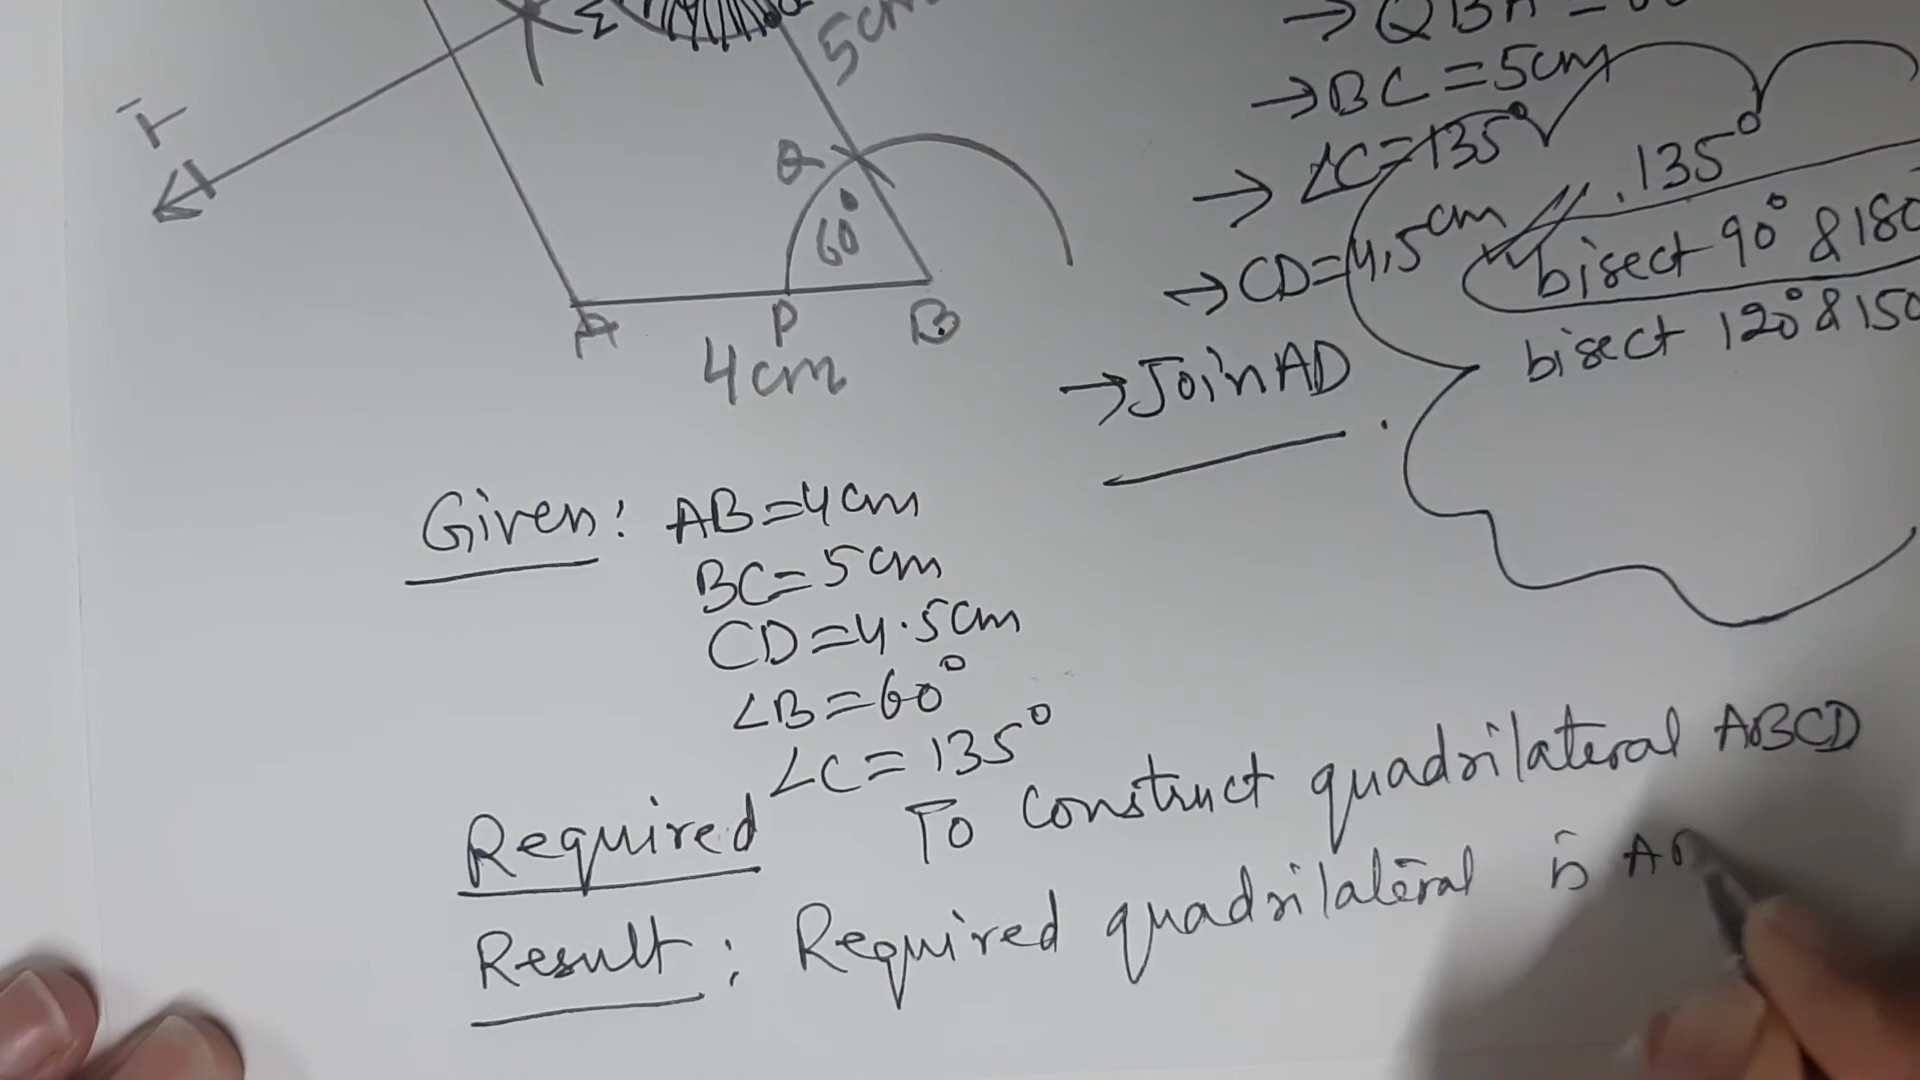 5cm
F
Q
60°
A P B
4cm
→ QBA =
→ BC = 5cm
→ ∠C = 135°
→ CD = 4.5cm
→ Join AD
135°
bisect 90° & 180
bisect 120° & 150
Given: AB = 4cm
BC = 5cm
CD = 4.5cm
∠B = 60°
∠C = 135°
Required To construct quadrilateral ABCD
Result: Required quadrilateral is A